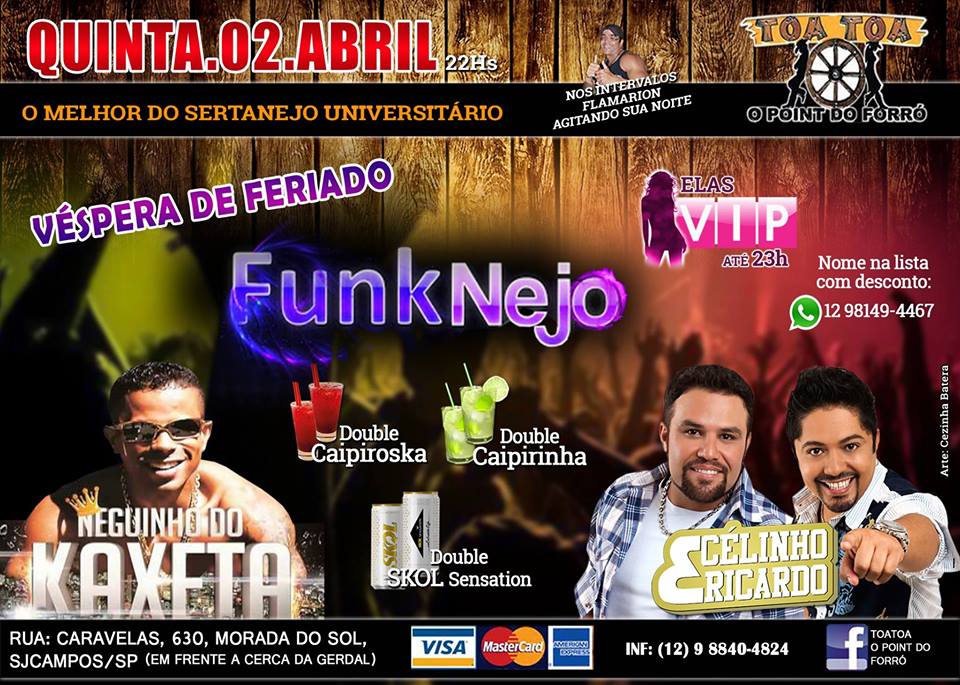 QUINTA.02.ABRIL 22Hs
O MELHOR DO SERTANEJO UNIVERSITÁRIO
NOS INTERVALOS
FLAMARION
AGITANDO SUA NOITE
TOA TOA
O POINT DO FORRÓ
VÉSPERA DE FERIADO
ELAS
VIP
ATÉ 23h
Nome na lista
com desconto:
12 98149-4467
FunkNejo
Double
Caipiroska
Double
Caipirinha
SKOL
Double
SKOL Sensation
NEGUINHO DO
KAXETA
CÉLINHO
& RICARDO
Arte: Cezinha Batera
RUA: CARAVELAS, 630, MORADA DO SOL,
SJCAMPOS/SP (EM FRENTE A CERCA DA GERDAL)
VISA
MasterCard
AMERICAN
EXPRESS
INF: (12) 9 8840-4824
f
TOATOA
O POINT DO
FORRÓ